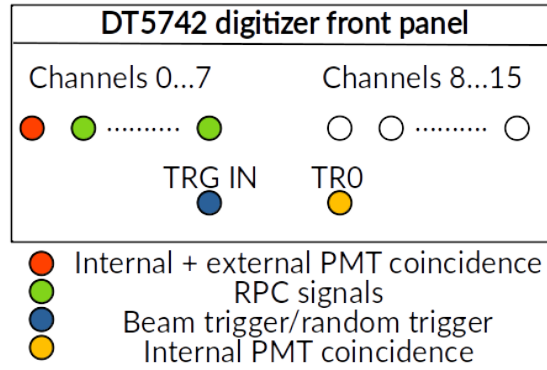 DT5742 digitizer front panel
Channels 0...7 Channels 8...15
.......... ..........
TRG IN TR0
Internal + external PMT coincidence
RPC signals
Beam trigger/random trigger
Internal PMT coincidence